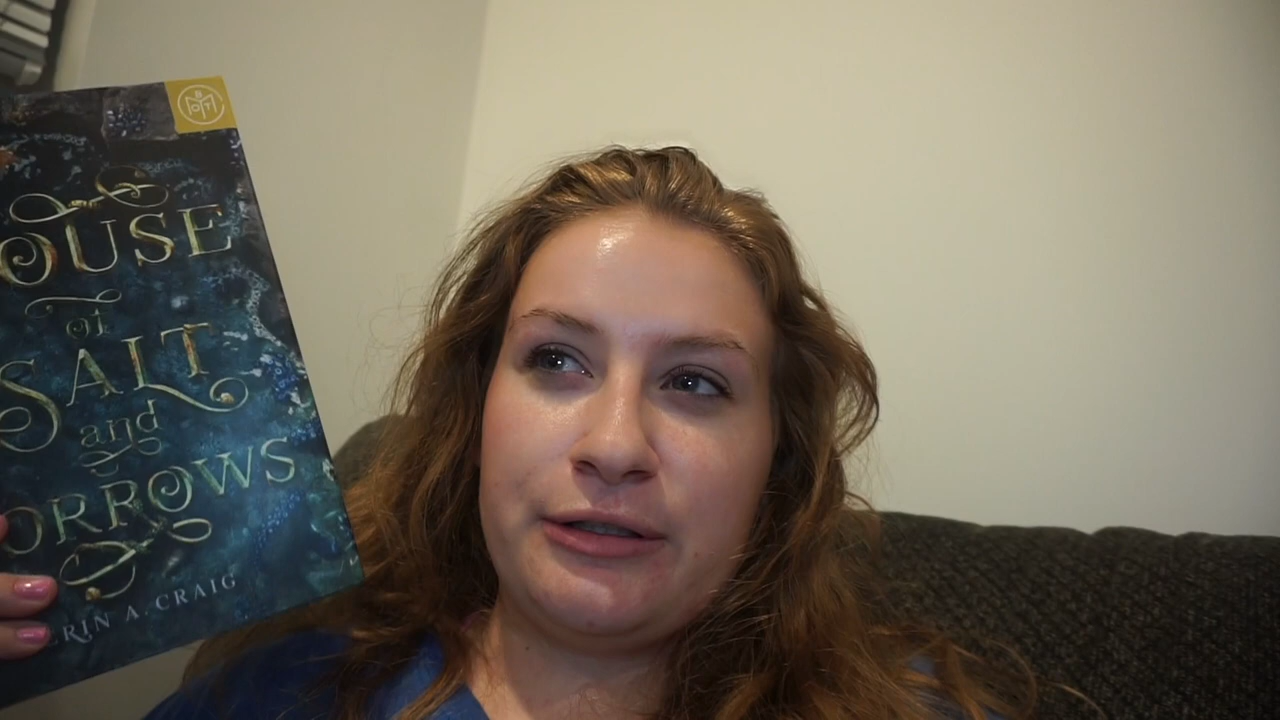 B
O M T
OUSE
of
SALT
and
ORROWS
RIN A. CRAIG